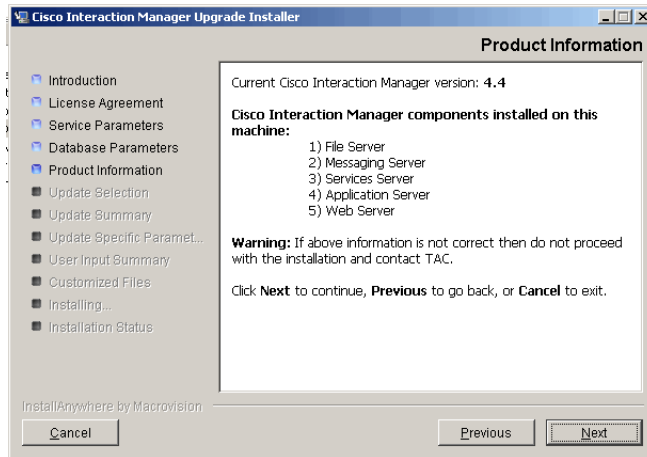 Cisco Interaction Manager Upgrade Installer
Product Information
Introduction
License Agreement
Service Parameters
Database Parameters
Product Information
Update Selection
Update Summary
Update Specific Paramet...
User Input Summary
Customized Files
Installing...
Installation Status
Current Cisco Interaction Manager version: 4.4
Cisco Interaction Manager components installed on this
machine:
1) File Server
2) Messaging Server
3) Services Server
4) Application Server
5) Web Server
Warning: If above information is not correct then do not proceed
with the installation and contact TAC.
Click Next to continue, Previous to go back, or Cancel to exit.
InstallAnywhere by Macrovision
Cancel
Previous
Next